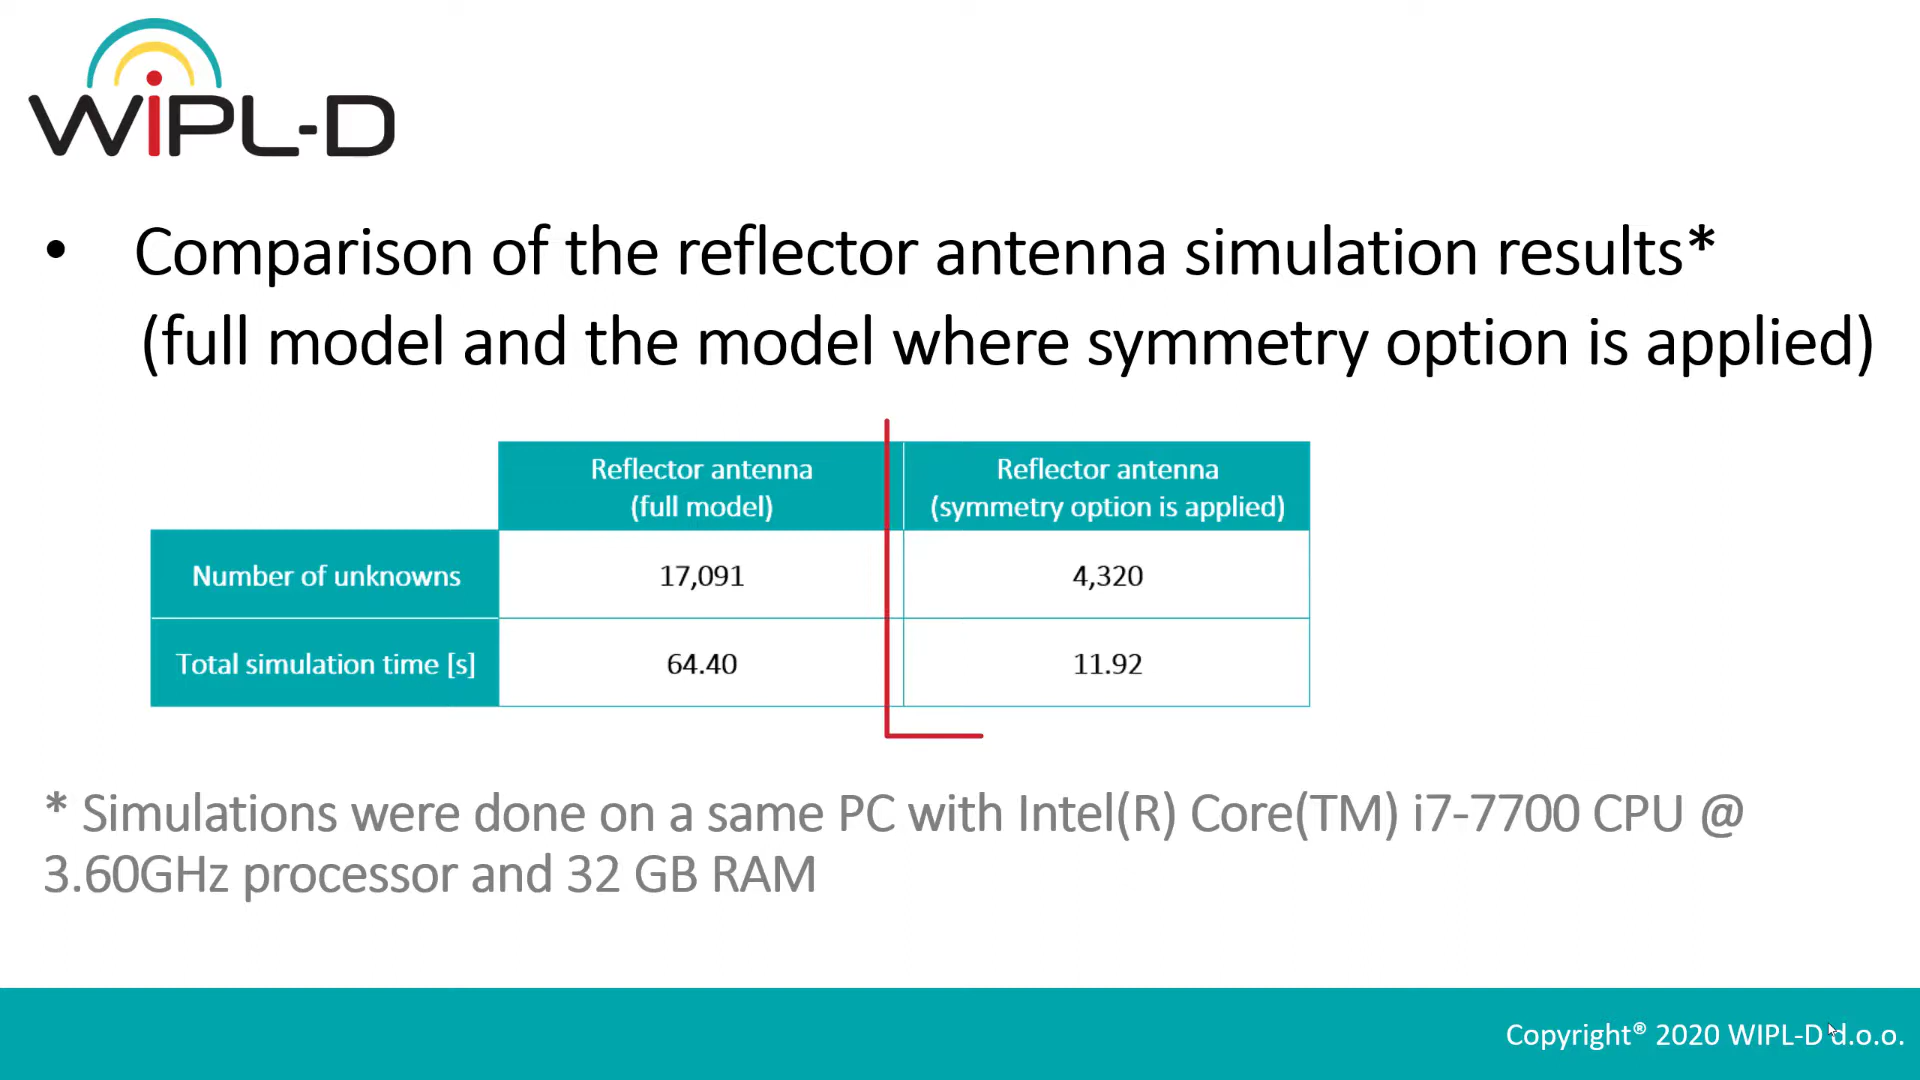 WiPL-D
• Comparison of the reflector antenna simulation results*
(full model and the model where symmetry option is applied)
Reflector antenna
(full model)
Reflector antenna
(symmetry option is applied)
Number of unknowns
17,091
4,320
Total simulation time [s]
64.40
11.92
* Simulations were done on a same PC with Intel(R) Core(TM) i7-7700 CPU @
3.60GHz processor and 32 GB RAM
Copyright® 2020 WIPL-D d.o.o.